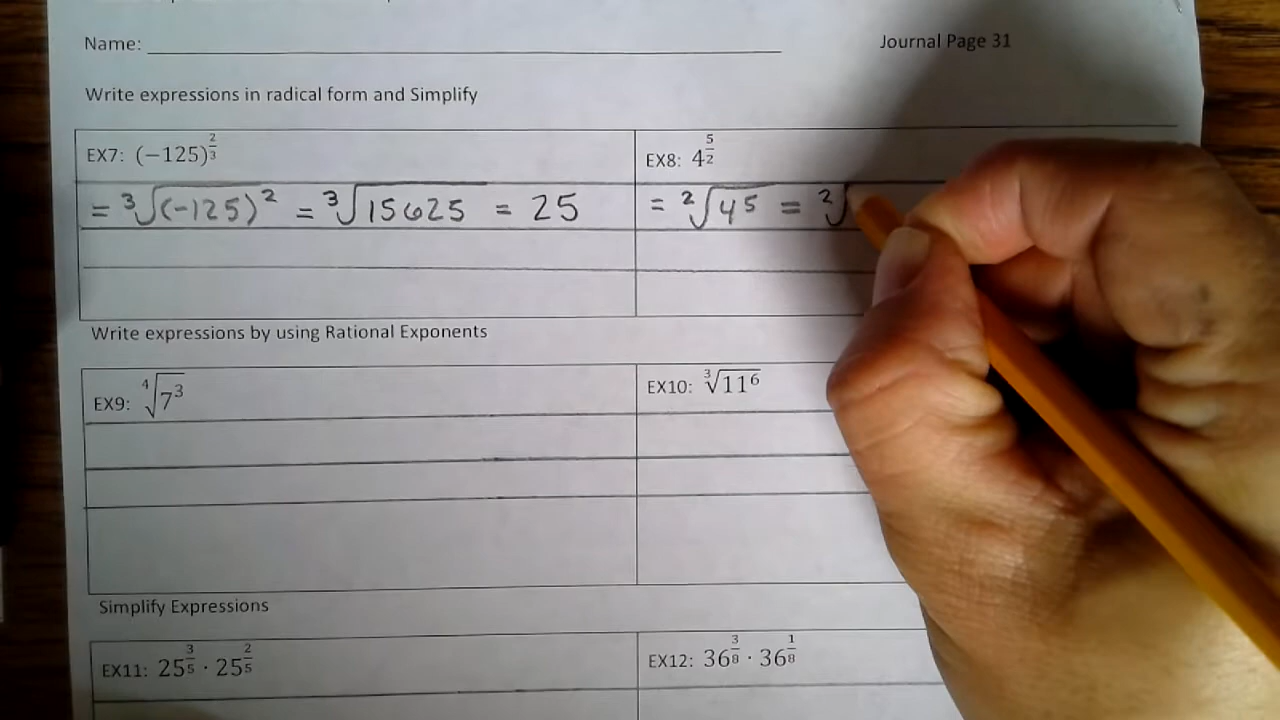 Name: ____________ Journal Page 31
Write expressions in radical form and Simplify
EX7: (−125)^(2/3) EX8: 4^(5/2)
= ³√(-125)² = ³√15625 = 25 = ²√4⁵ = ²√
Write expressions by using Rational Exponents
EX9: ⁴√7³ EX10: ³√11⁶
Simplify Expressions
EX11: 25^(3/5) · 25^(2/5) EX12: 36^(3/8) · 36^(1/8)